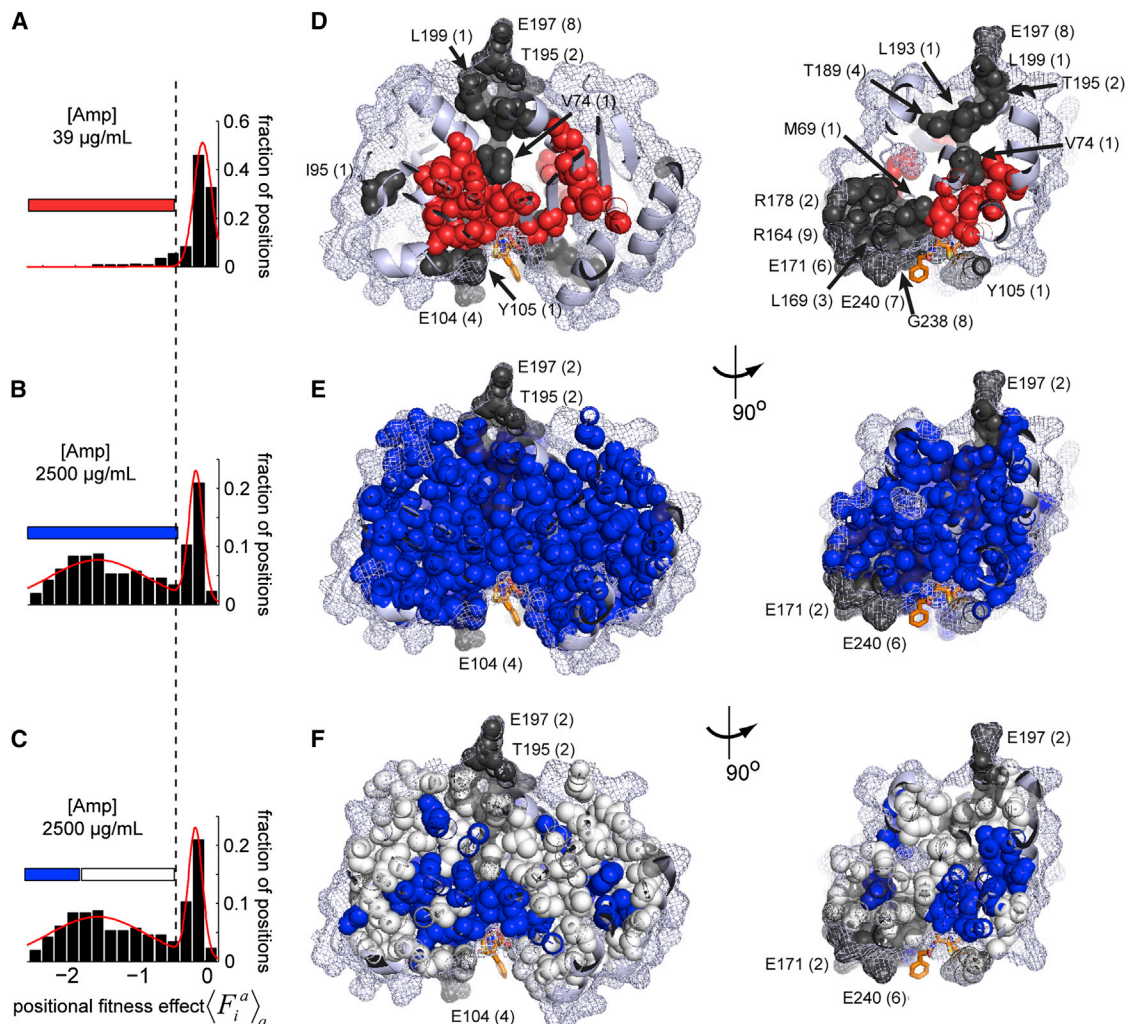 A
[Amp]
39 µg/mL
0.6
0.4
0.2
0
fraction of positions
D
L199 (1)
E197 (8)
T195 (2)
V74 (1)
I95 (1)
E104 (4)
Y105 (1)
E197 (8)
L193 (1)
L199 (1)
T189 (4)
T195 (2)
M69 (1)
V74 (1)
R178 (2)
R164 (9)
E171 (6)
L169 (3)
E240 (7)
G238 (8)
Y105 (1)
90°
B
[Amp]
2500 µg/mL
0.2
0.1
0
fraction of positions
E
E197 (2)
T195 (2)
E104 (4)
E197 (2)
E171 (2)
E240 (6)
90°
C
[Amp]
2500 µg/mL
0.2
0.1
0
fraction of positions
−2
−1
0
positional fitness effect ⟨F_i^a⟩_a
F
E197 (2)
T195 (2)
E104 (4)
E197 (2)
E171 (2)
E240 (6)